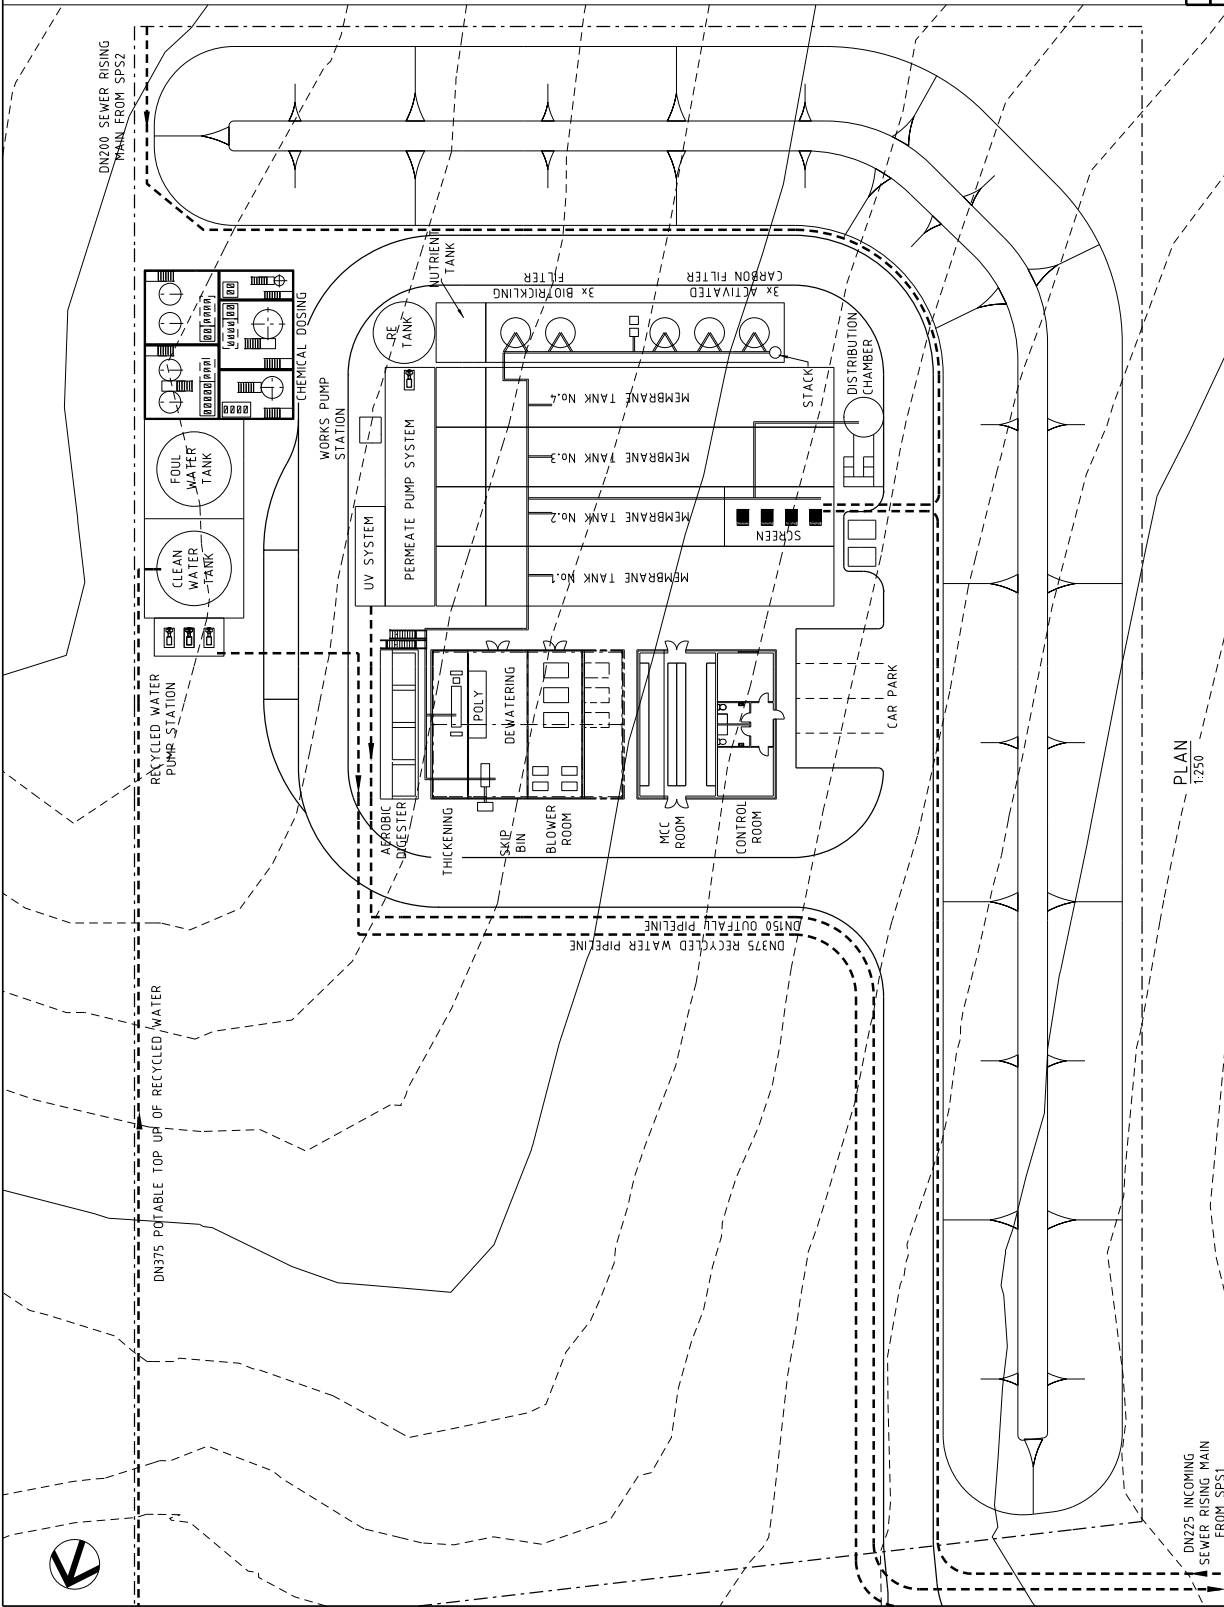 DN200 SEWER RISING
MAIN FROM SPS2
CHEMICAL DOSING
FOUL
WATER
TANK
CLEAN
WATER
TANK
RECYCLED WATER
PUMP STATION
DN375 POTABLE TOP UP OF RECYCLED WATER
WORKS PUMP
STATION
RE
TANK
NUTRIENT
TANK
3x BIOTRICKLING
FILTER
3x ACTIVATED
CARBON FILTER
STACK
DISTRIBUTION
CHAMBER
UV SYSTEM
PERMEATE PUMP SYSTEM
MEMBRANE TANK No.4
MEMBRANE TANK No.3
MEMBRANE TANK No.2
MEMBRANE TANK No.1
SCREEN
AEROBIC
DIGESTER
THICKENING
POLY
DEWATERING
SKIP
BIN
BLOWER
ROOM
MCC
ROOM
CONTROL
ROOM
CAR PARK
DN150 OUTFALL PIPELINE
DN375 RECYCLED WATER PIPELINE
PLAN
1:250
DN225 INCOMING
SEWER RISING MAIN
FROM SPS1